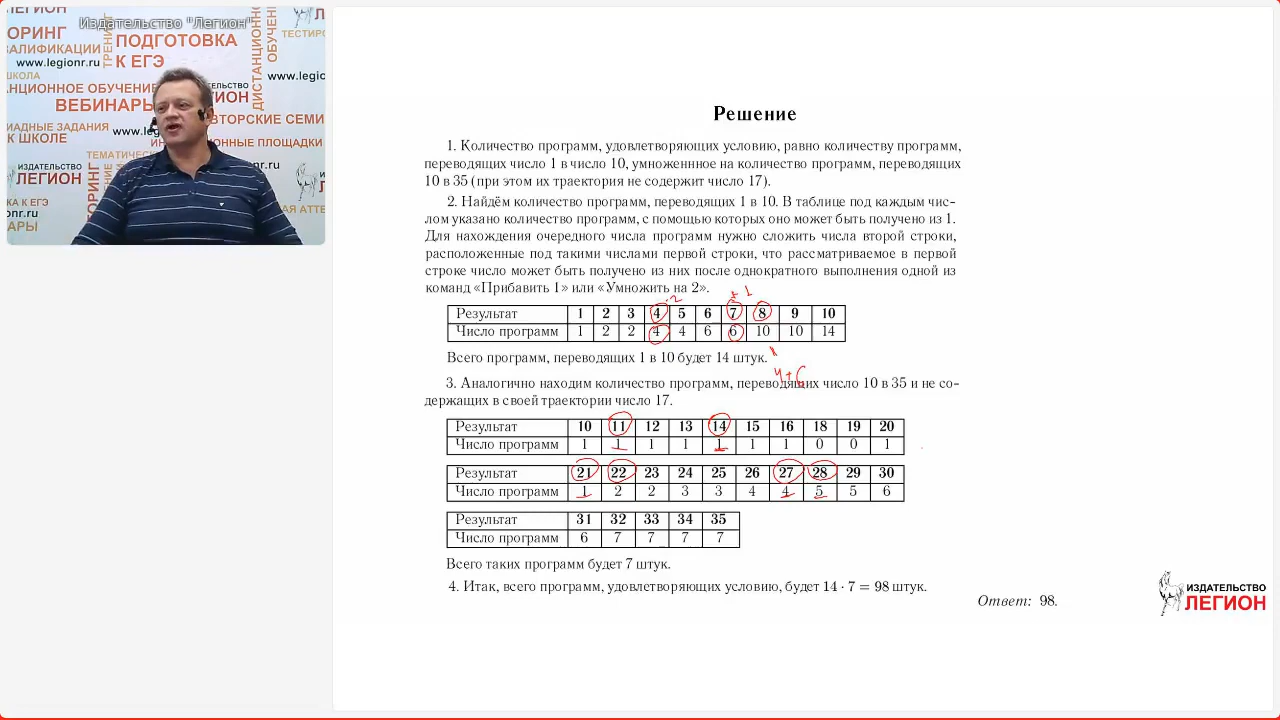 Издательство "Легион"
ПОДГОТОВКА
К ЕГЭ
www.legionr.ru
ВЕБИНАРЫ
ИЗДАТЕЛЬСТВО
ЛЕГИОН
Решение
1. Количество программ, удовлетворяющих условию, равно количеству программ,
переводящих число 1 в число 10, умноженнное на количество программ, переводящих
10 в 35 (при этом их траектория не содержит число 17).
2. Найдём количество программ, переводящих 1 в 10. В таблице под каждым чис-
лом указано количество программ, с помощью которых оно может быть получено из 1.
Для нахождения очередного числа программ нужно сложить числа второй строки,
расположенные под такими числами первой строки, что рассматриваемое в первой
строке число может быть получено из них после однократного выполнения одной из
команд «Прибавить 1» или «Умножить на 2».
Результат 1 2 3 4 5 6 7 8 9 10
Число программ 1 2 2 4 4 6 6 10 10 14
Всего программ, переводящих 1 в 10 будет 14 штук.
4+6
3. Аналогично находим количество программ, переводящих число 10 в 35 и не со-
держащих в своей траектории число 17.
Результат 10 11 12 13 14 15 16 18 19 20
Число программ 1 1 1 1 1 1 1 0 0 1
Результат 21 22 23 24 25 26 27 28 29 30
Число программ 1 2 2 3 3 4 4 5 5 6
Результат 31 32 33 34 35
Число программ 6 7 7 7 7
Всего таких программ будет 7 штук.
4. Итак, всего программ, удовлетворяющих условию, будет 14 · 7 = 98 штук.
Ответ: 98.
ИЗДАТЕЛЬСТВО
ЛЕГИОН